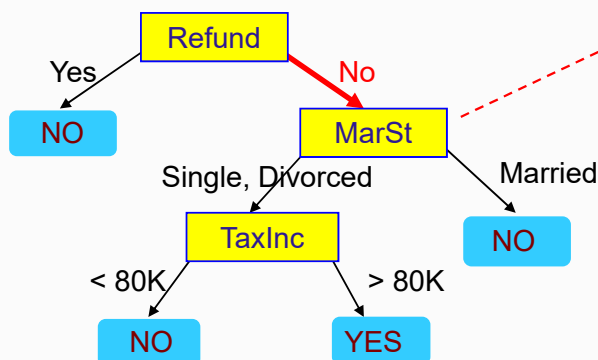 Refund
Yes
No
NO
MarSt
Single, Divorced
Married
TaxInc
NO
< 80K
> 80K
NO
YES